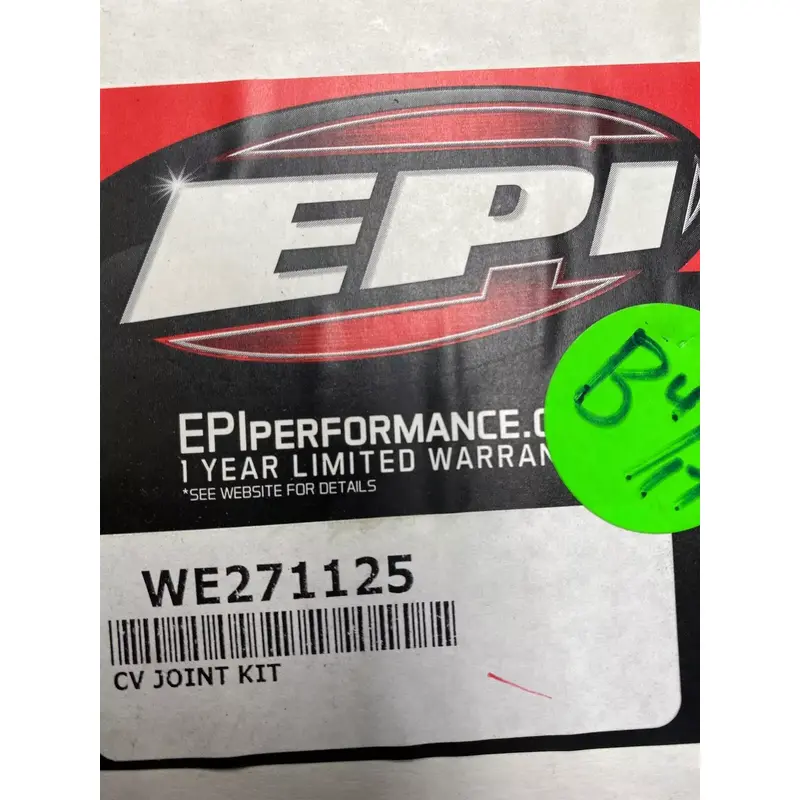 EPI
EPIPERFORMANCE.
1 YEAR LIMITED WARRAN
*SEE WEBSITE FOR DETAILS
WE271125
CV JOINT KIT